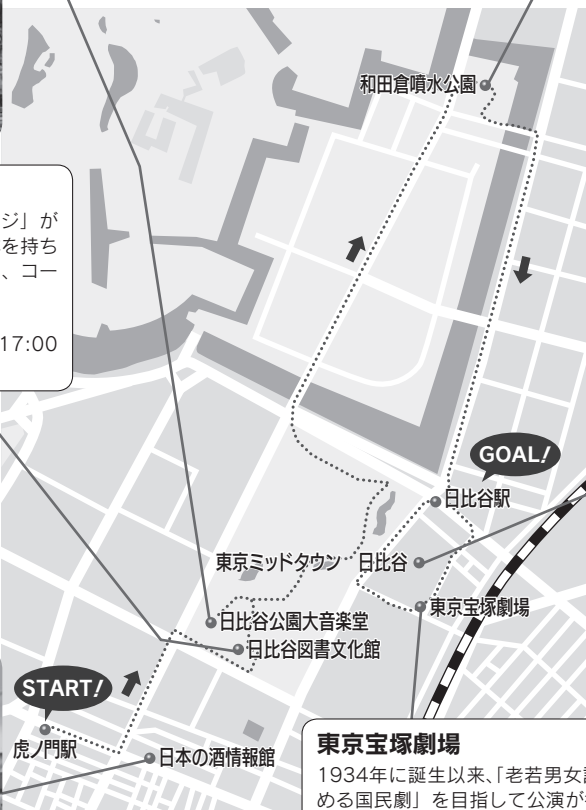 和田倉噴水公園
ジ」が
を持ち
、コー
17:00
GOAL!
日比谷駅
東京ミッドタウン 日比谷
東京宝塚劇場
日比谷公園大音楽堂
日比谷図書文化館
START!
虎ノ門駅
日本の酒情報館
東京宝塚劇場
1934年に誕生以来、「老若男女
める国民劇」を目指して公演が